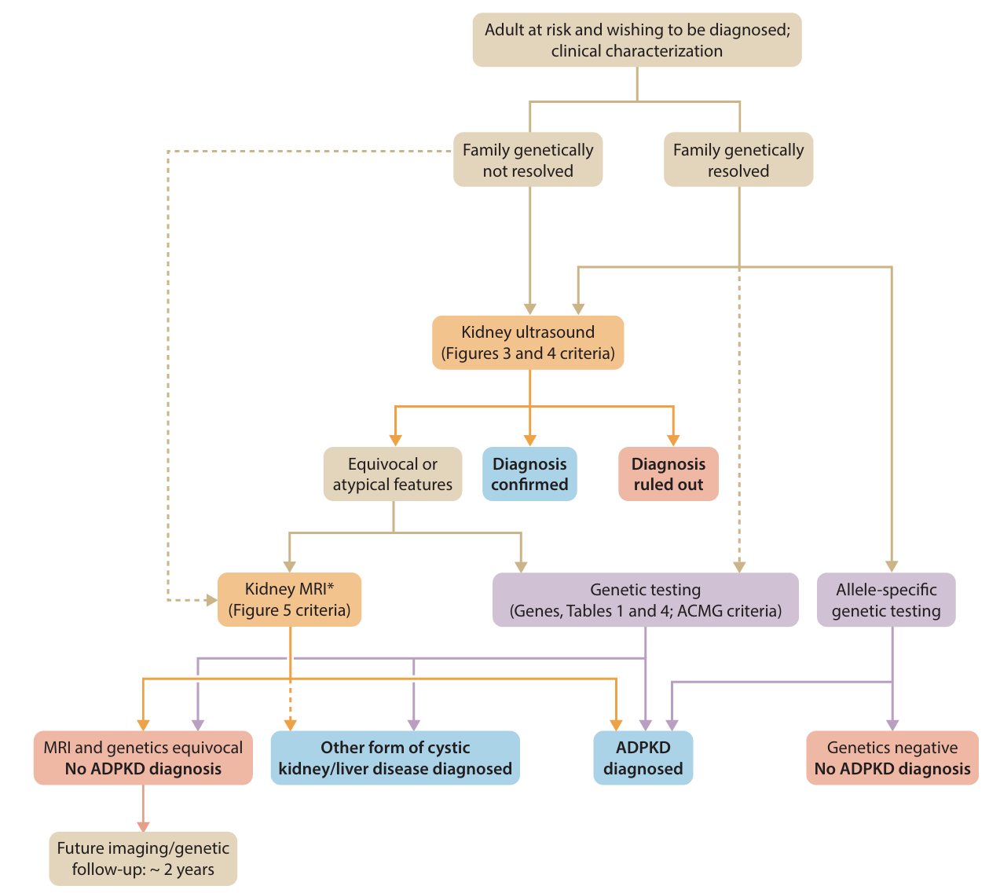 Adult at risk and wishing to be diagnosed;
clinical characterization
Family genetically
not resolved
Family genetically
resolved
Kidney ultrasound
(Figures 3 and 4 criteria)
Equivocal or
atypical features
Diagnosis
confirmed
Diagnosis
ruled out
Kidney MRI*
(Figure 5 criteria)
Genetic testing
(Genes, Tables 1 and 4; ACMG criteria)
Allele-specific
genetic testing
MRI and genetics equivocal
No ADPKD diagnosis
Other form of cystic
kidney/liver disease diagnosed
ADPKD
diagnosed
Genetics negative
No ADPKD diagnosis
Future imaging/genetic
follow-up: ~ 2 years